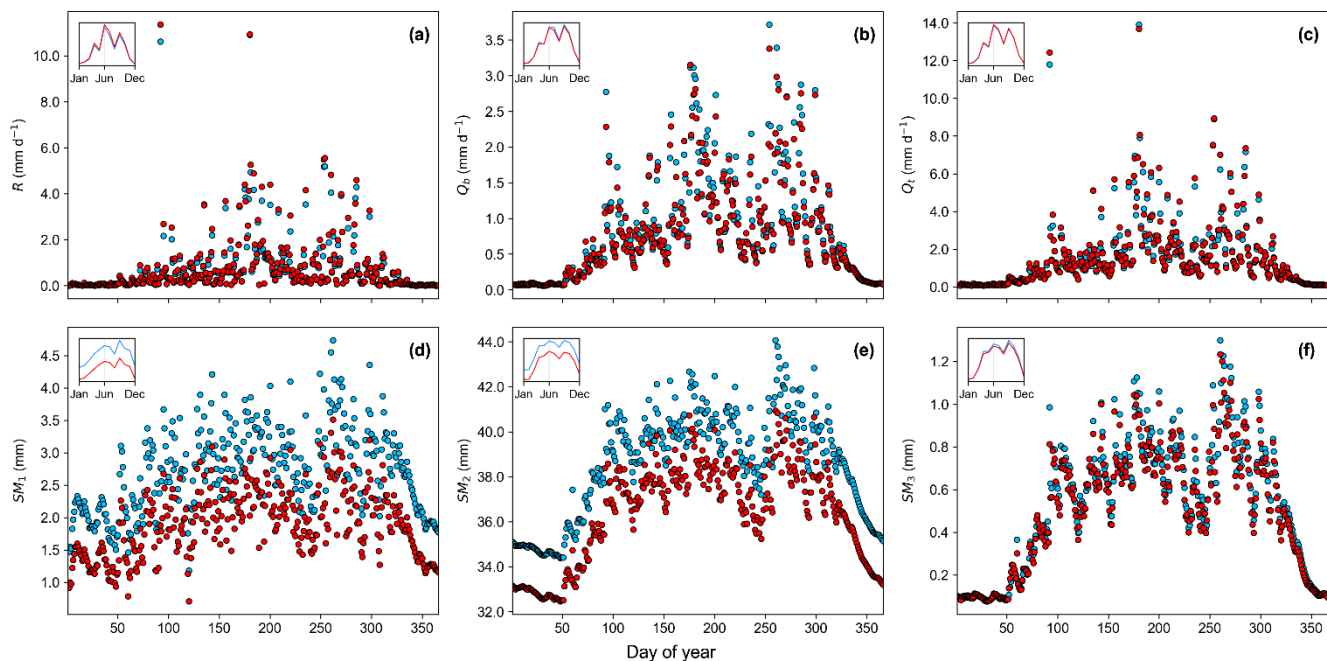 (a)
Jan Jun Dec
R (mm d⁻¹)
10.0
8.0
6.0
4.0
2.0
0.0
(b)
Jan Jun Dec
Q_b (mm d⁻¹)
3.5
3.0
2.5
2.0
1.5
1.0
0.5
0.0
(c)
Jan Jun Dec
Q_t (mm d⁻¹)
14.0
12.0
10.0
8.0
6.0
4.0
2.0
0.0
(d)
Jan Jun Dec
SM₁ (mm)
4.5
4.0
3.5
3.0
2.5
2.0
1.5
1.0
50 100 150 200 250 300 350
(e)
Jan Jun Dec
SM₂ (mm)
44.0
42.0
40.0
38.0
36.0
34.0
32.0
50 100 150 200 250 300 350
(f)
Jan Jun Dec
SM₃ (mm)
1.2
1.0
0.8
0.6
0.4
0.2
50 100 150 200 250 300 350
Day of year